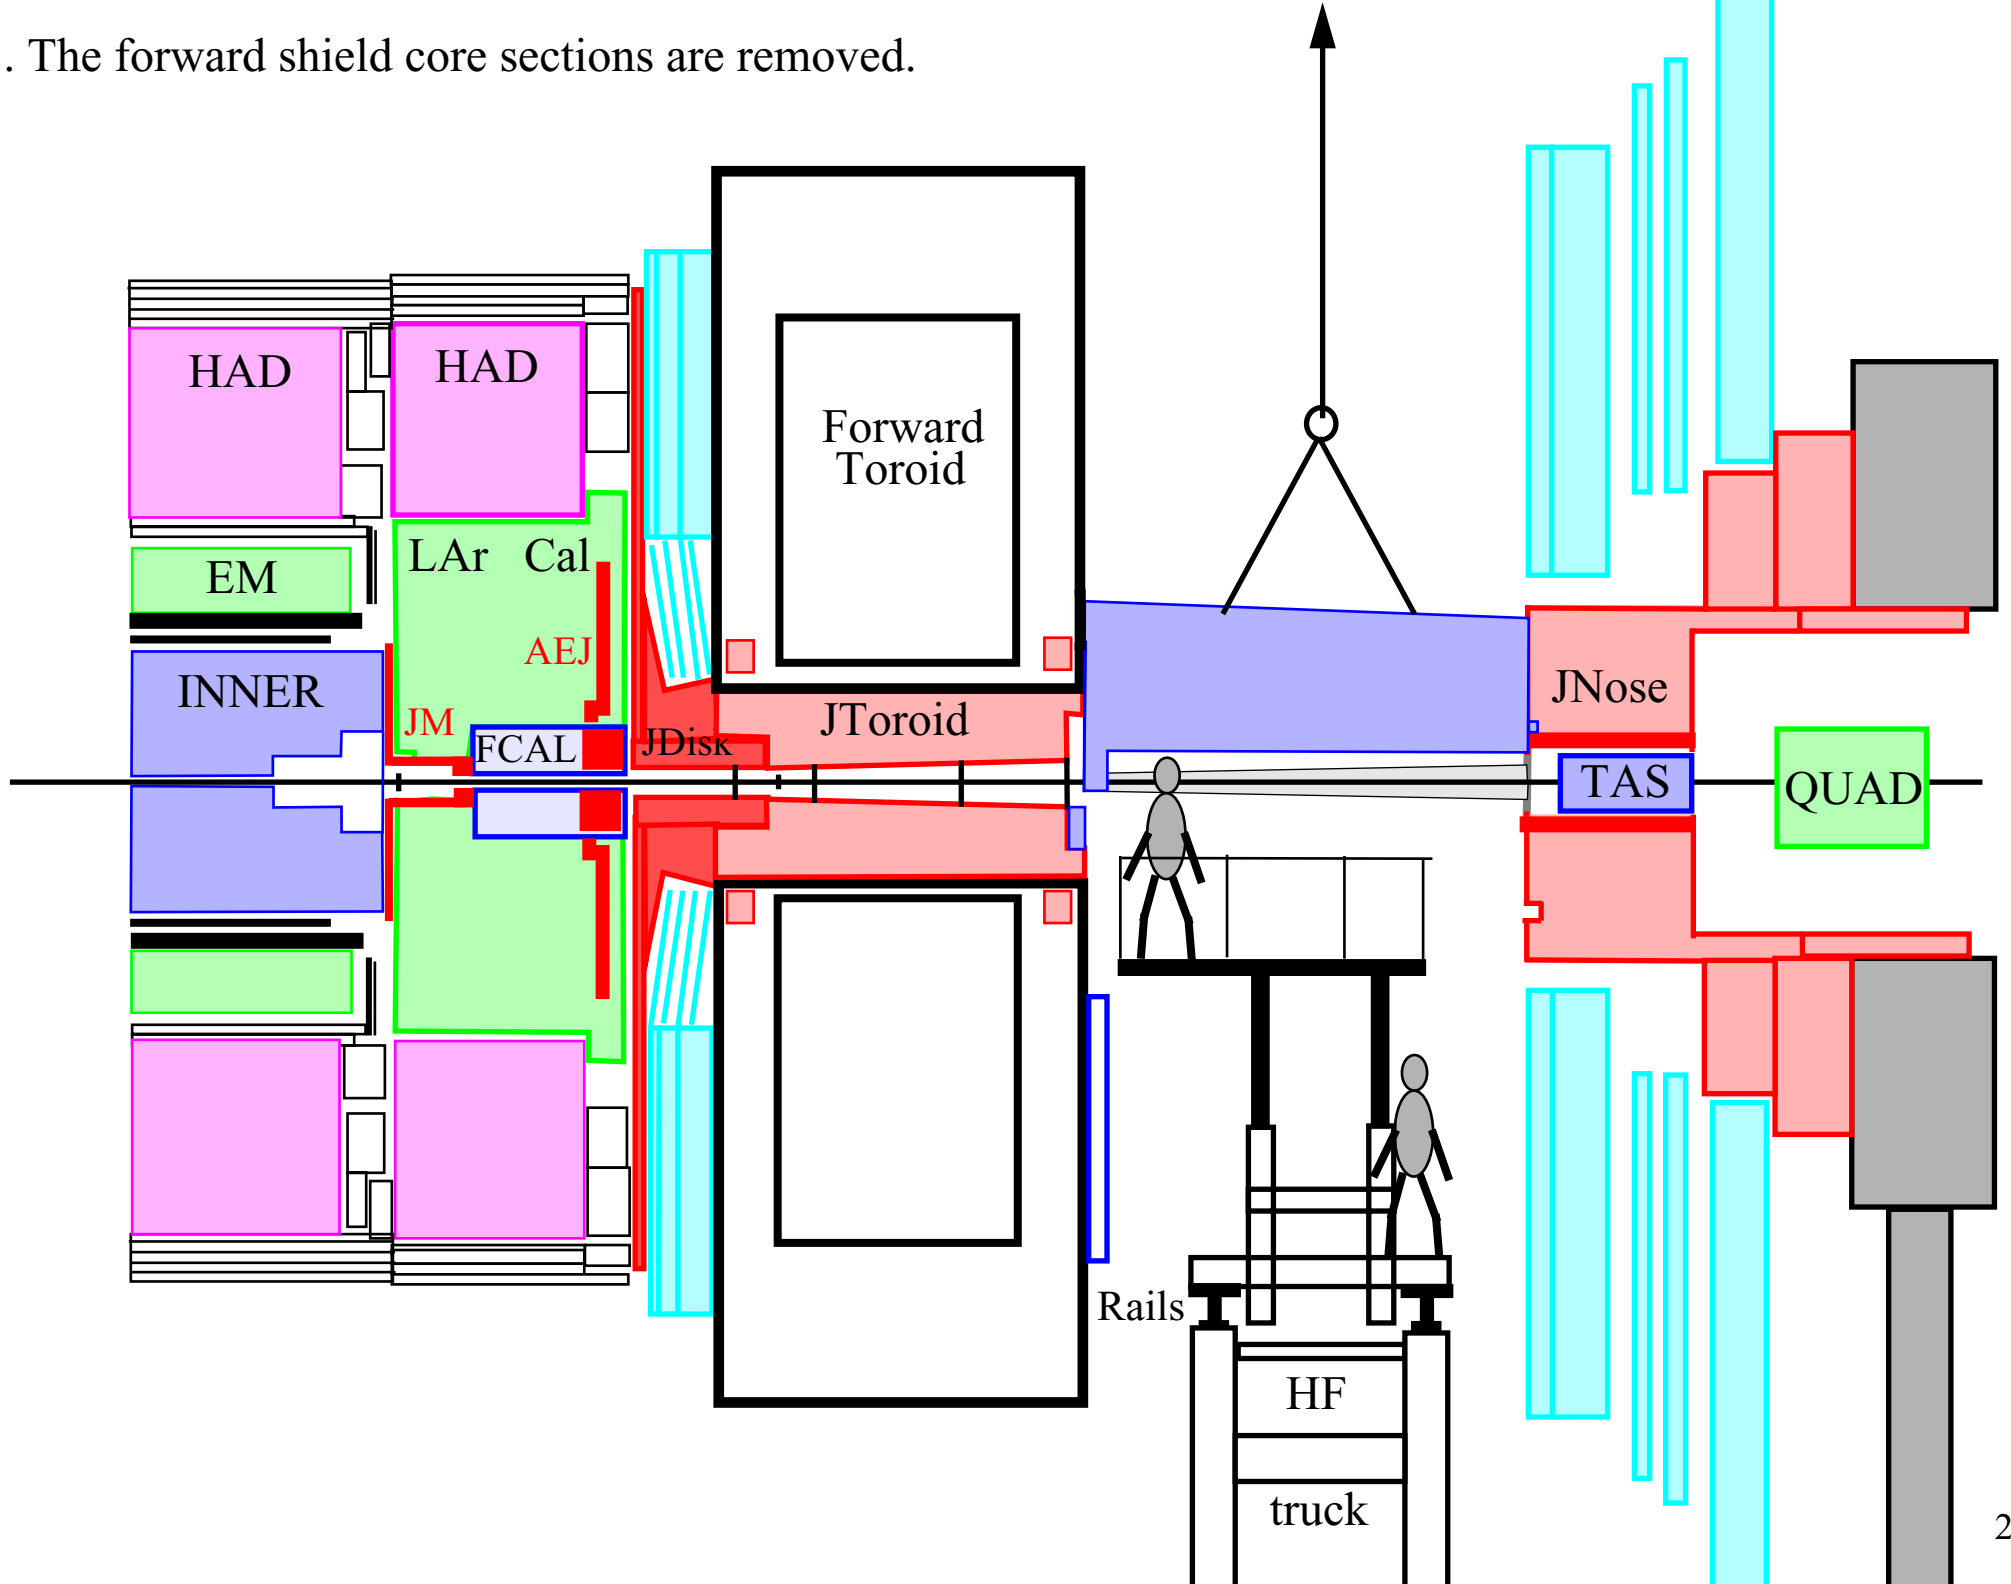 . The forward shield core sections are removed.
HAD
HAD
Forward
Toroid
EM
LAr Cal
AEJ
INNER
JM
FCAL
JDisk
JToroid
JNose
TAS
QUAD
Rails
HF
truck
2